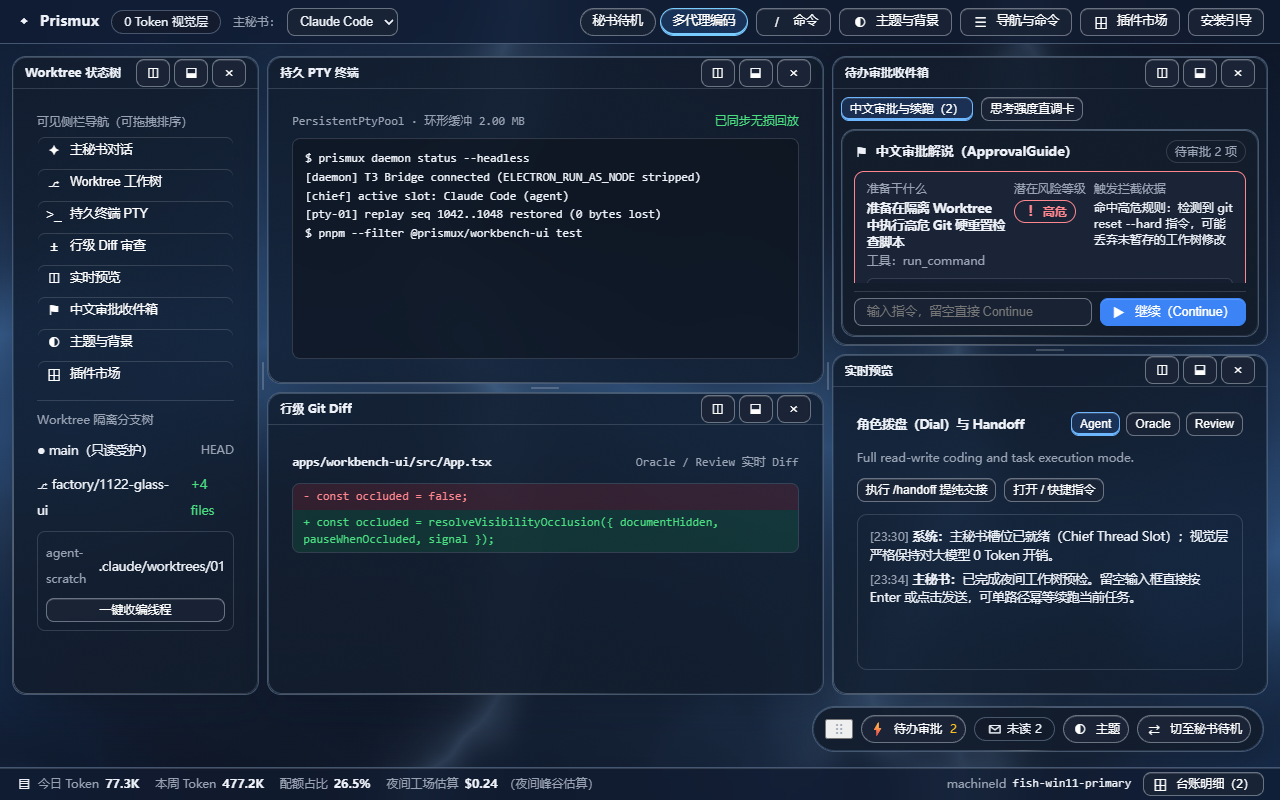 Prismux
0 Token 视觉层
主秘书：
Claude Code
秘书待机
多代理编码
/ 命令
主题与背景
导航与命令
插件市场
安装引导
Worktree 状态树
可见侧栏导航（可拖拽排序）
主秘书对话
Worktree 工作树
>_ 持久终端 PTY
± 行级 Diff 审查
实时预览
中文审批收件箱
主题与背景
插件市场
Worktree 隔离分支树
● main（只读受护） HEAD
factory/1122-glass-
ui
+4
files
agent-
scratch
.claude/worktrees/01
一键收编线程
持久 PTY 终端
PersistentPtyPool · 环形缓冲 2.00 MB
已同步无损回放
$ prismux daemon status --headless
[daemon] T3 Bridge connected (ELECTRON_RUN_AS_NODE stripped)
[chief] active slot: Claude Code (agent)
[pty-01] replay seq 1042..1048 restored (0 bytes lost)
$ pnpm --filter @prismux/workbench-ui test
行级 Git Diff
apps/workbench-ui/src/App.tsx
Oracle / Review 实时 Diff
- const occluded = false;
+ const occluded = resolveVisibilityOcclusion({ documentHidden,
pauseWhenOccluded, signal });
待办审批收件箱
中文审批与续跑（2）
思考强度直调卡
中文审批解说（ApprovalGuide)
待审批 2 项
准备干什么
准备在隔离 Worktree
中执行高危 Git 硬重置检
查脚本
工具：run_command
潜在风险等级
! 高危
触发拦截依据
命中高危规则：检测到 git
reset --hard 指令，可能
丢弃未暂存的工作树修改
输入指令，留空直接 Continue
继续（Continue）
实时预览
角色拨盘（Dial）与 Handoff
Agent
Oracle
Review
Full read-write coding and task execution mode.
执行 /handoff 提纯交接
打开 / 快捷指令
[23:30] 系统：主秘书槽位已就绪（Chief Thread Slot）；视觉层
严格保持对大模型 0 Token 开销。
[23:34] 主秘书：已完成夜间工作树预检。留空输入框直接按
Enter 或点击发送，可单路径幂等续跑当前任务。
待办审批 2
未读 2
主题
切至秘书待机
今日 Token 77.3K
本周 Token 477.2K
配额占比 26.5%
夜间工场估算 $0.24
(夜间峰谷估算)
machineId fish-win11-primary
台账明细（2）